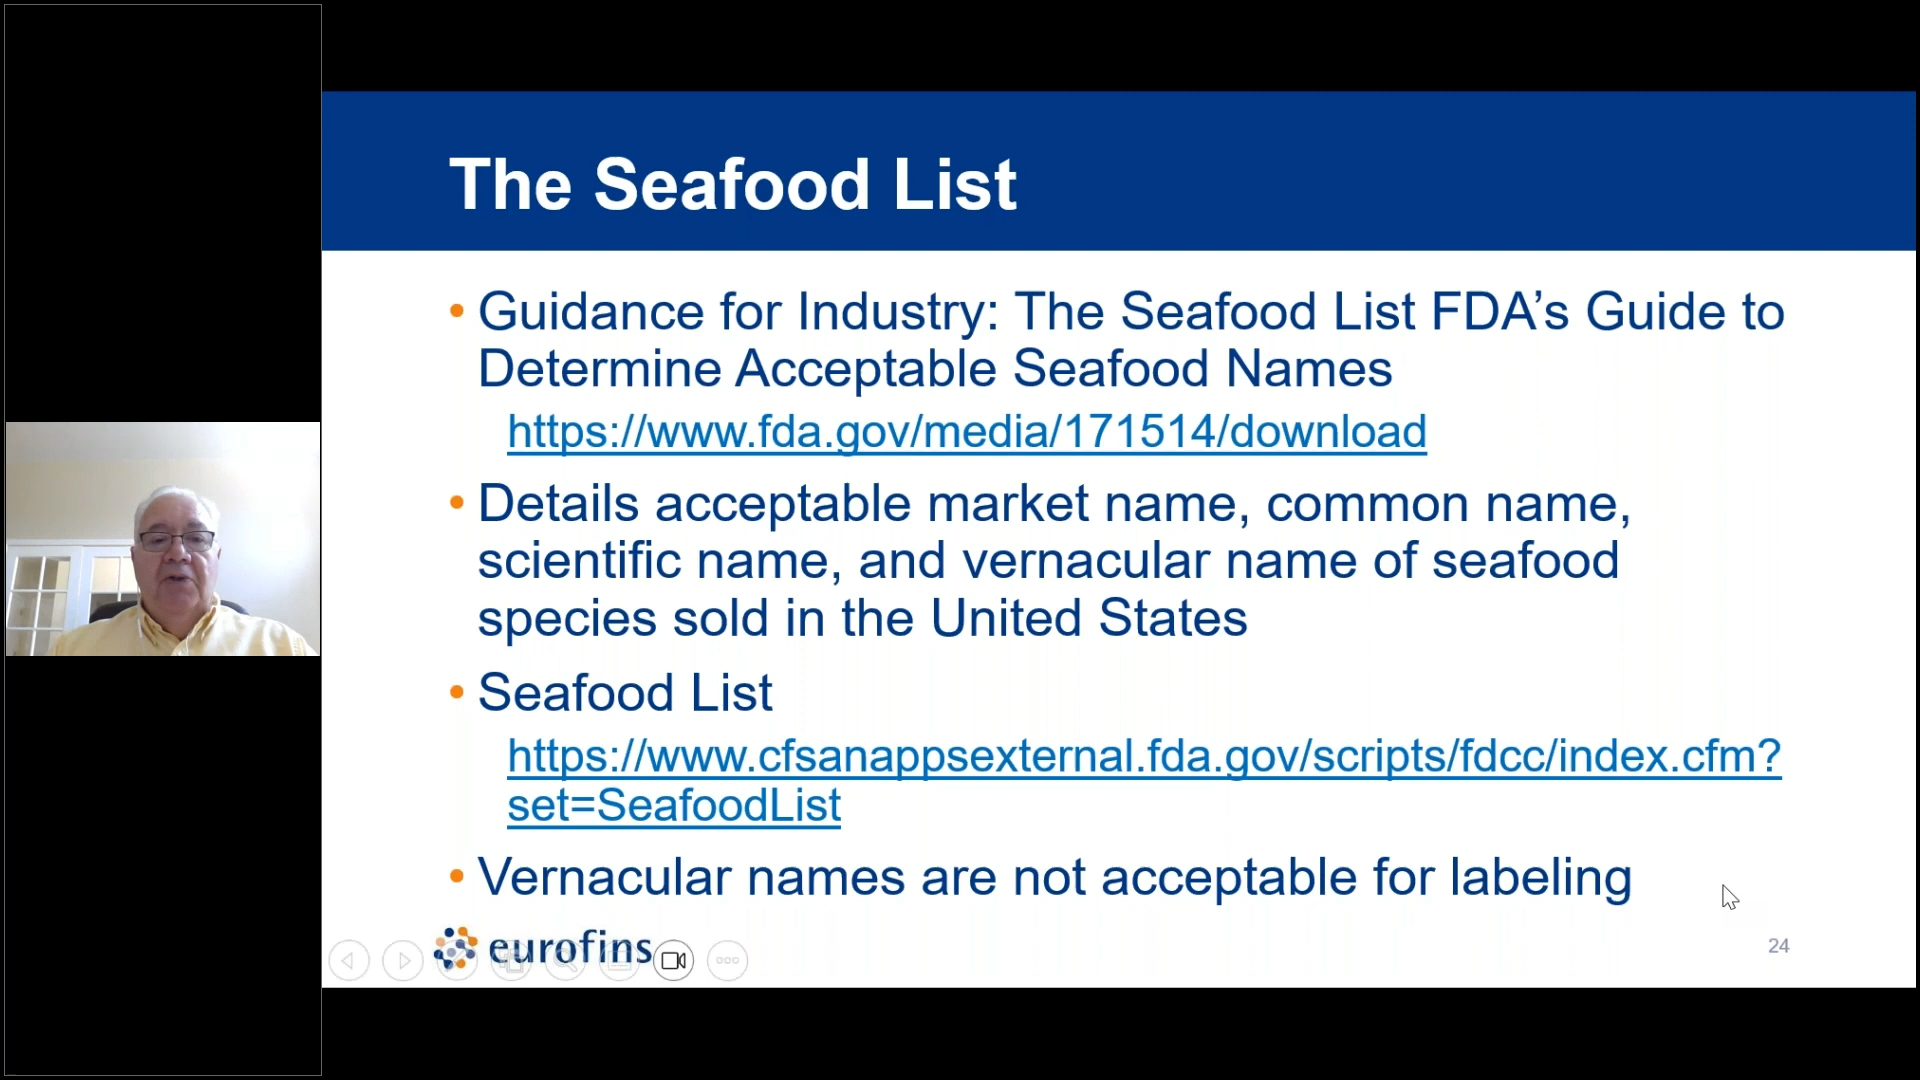 The Seafood List
• Guidance for Industry: The Seafood List FDA’s Guide to
Determine Acceptable Seafood Names
https://www.fda.gov/media/171514/download
• Details acceptable market name, common name,
scientific name, and vernacular name of seafood
species sold in the United States
• Seafood List
https://www.cfsanappsexternal.fda.gov/scripts/fdcc/index.cfm?
set=SeafoodList
• Vernacular names are not acceptable for labeling
eurofins
24